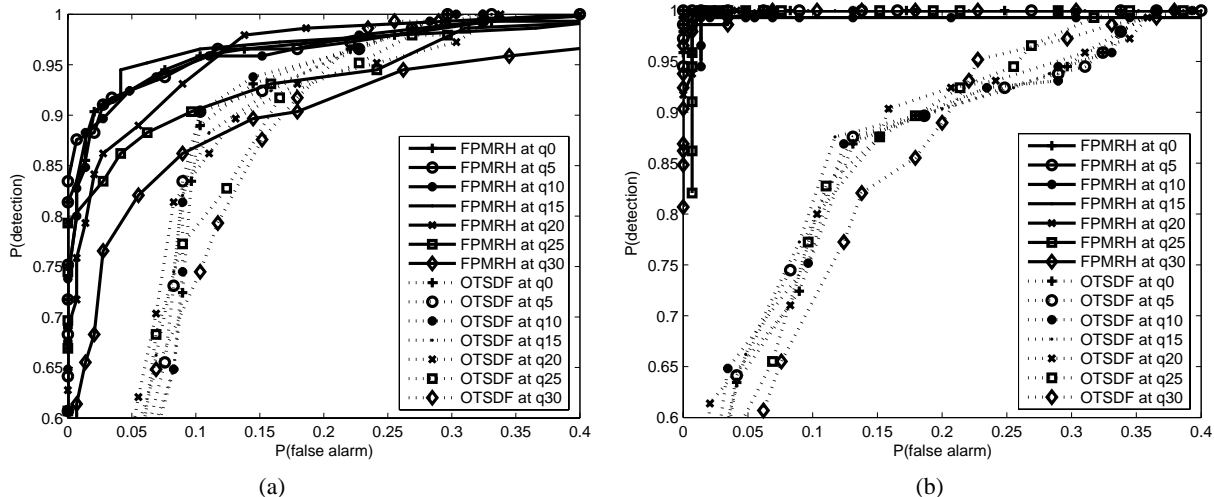 1
0.95
0.9
0.85
0.8
0.75
0.7
0.65
0.6
P(detection)
0 0.05 0.1 0.15 0.2 0.25 0.3 0.35 0.4
P(false alarm)
FPMRH at q0
FPMRH at q5
FPMRH at q10
FPMRH at q15
FPMRH at q20
FPMRH at q25
FPMRH at q30
OTSDF at q0
OTSDF at q5
OTSDF at q10
OTSDF at q15
OTSDF at q20
OTSDF at q25
OTSDF at q30
(a)
1
0.95
0.9
0.85
0.8
0.75
0.7
0.65
0.6
P(detection)
0 0.05 0.1 0.15 0.2 0.25 0.3 0.35 0.4
P(false alarm)
FPMRH at q0
FPMRH at q5
FPMRH at q10
FPMRH at q15
FPMRH at q20
FPMRH at q25
FPMRH at q30
OTSDF at q0
OTSDF at q5
OTSDF at q10
OTSDF at q15
OTSDF at q20
OTSDF at q25
OTSDF at q30
(b)